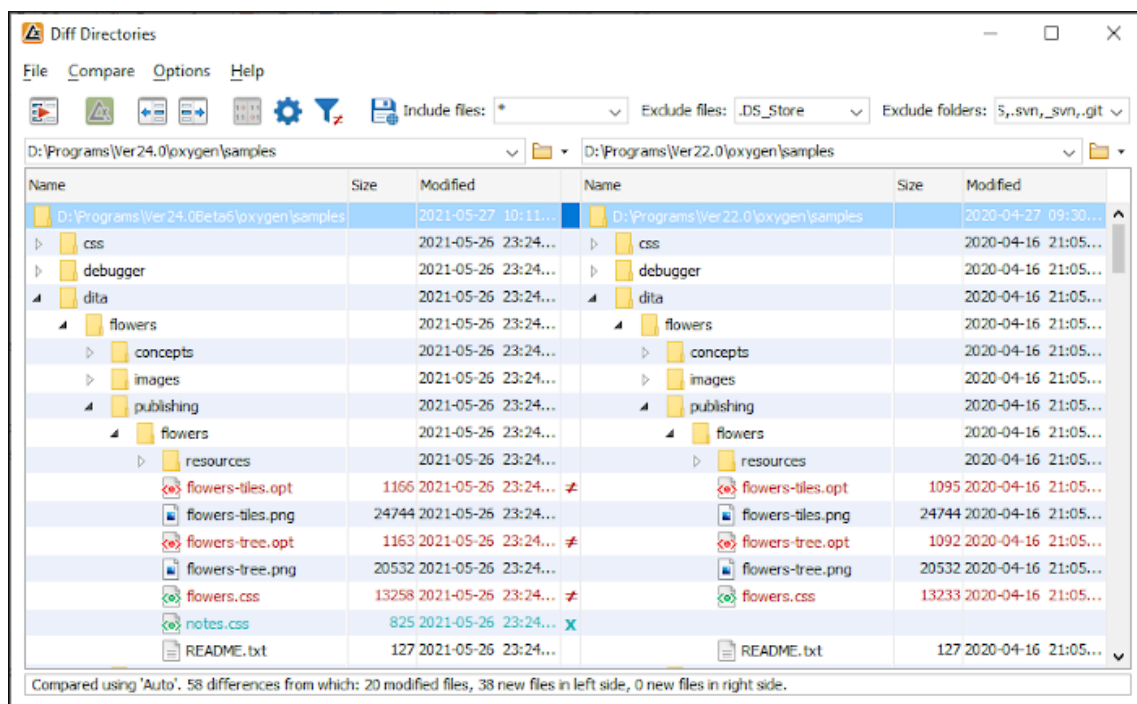 Diff Directories
File Compare Options Help
Include files: * Exclude files: .DS_Store Exclude folders: S,.svn,_svn,.git
D:\Programs\Ver24.0\oxygen\samples D:\Programs\Ver22.0\oxygen\samples
Name Size Modified Name Size Modified
D:\Programs\Ver24.0Beta6\oxygen\samples 2021-05-27 10:11... D:\Programs\Ver22.0\oxygen\samples 2020-04-27 09:30...
css 2021-05-26 23:24... css 2020-04-16 21:05...
debugger 2021-05-26 23:24... debugger 2020-04-16 21:05...
dita 2021-05-26 23:24... dita 2020-04-16 21:05...
flowers 2021-05-26 23:24... flowers 2020-04-16 21:05...
concepts 2021-05-26 23:24... concepts 2020-04-16 21:05...
images 2021-05-26 23:24... images 2020-04-16 21:05...
publishing 2021-05-26 23:24... publishing 2020-04-16 21:05...
flowers 2021-05-26 23:24... flowers 2020-04-16 21:05...
resources 2021-05-26 23:24... resources 2020-04-16 21:05...
flowers-tiles.opt 1166 2021-05-26 23:24... ≠ flowers-tiles.opt 1095 2020-04-16 21:05...
flowers-tiles.png 24744 2021-05-26 23:24... flowers-tiles.png 24744 2020-04-16 21:05...
flowers-tree.opt 1163 2021-05-26 23:24... ≠ flowers-tree.opt 1092 2020-04-16 21:05...
flowers-tree.png 20532 2021-05-26 23:24... flowers-tree.png 20532 2020-04-16 21:05...
flowers.css 13258 2021-05-26 23:24... ≠ flowers.css 13233 2020-04-16 21:05...
notes.css 825 2021-05-26 23:24... x
README.txt 127 2021-05-26 23:24... README.txt 127 2020-04-16 21:05...
Compared using 'Auto'. 58 differences from which: 20 modified files, 38 new files in left side, 0 new files in right side.